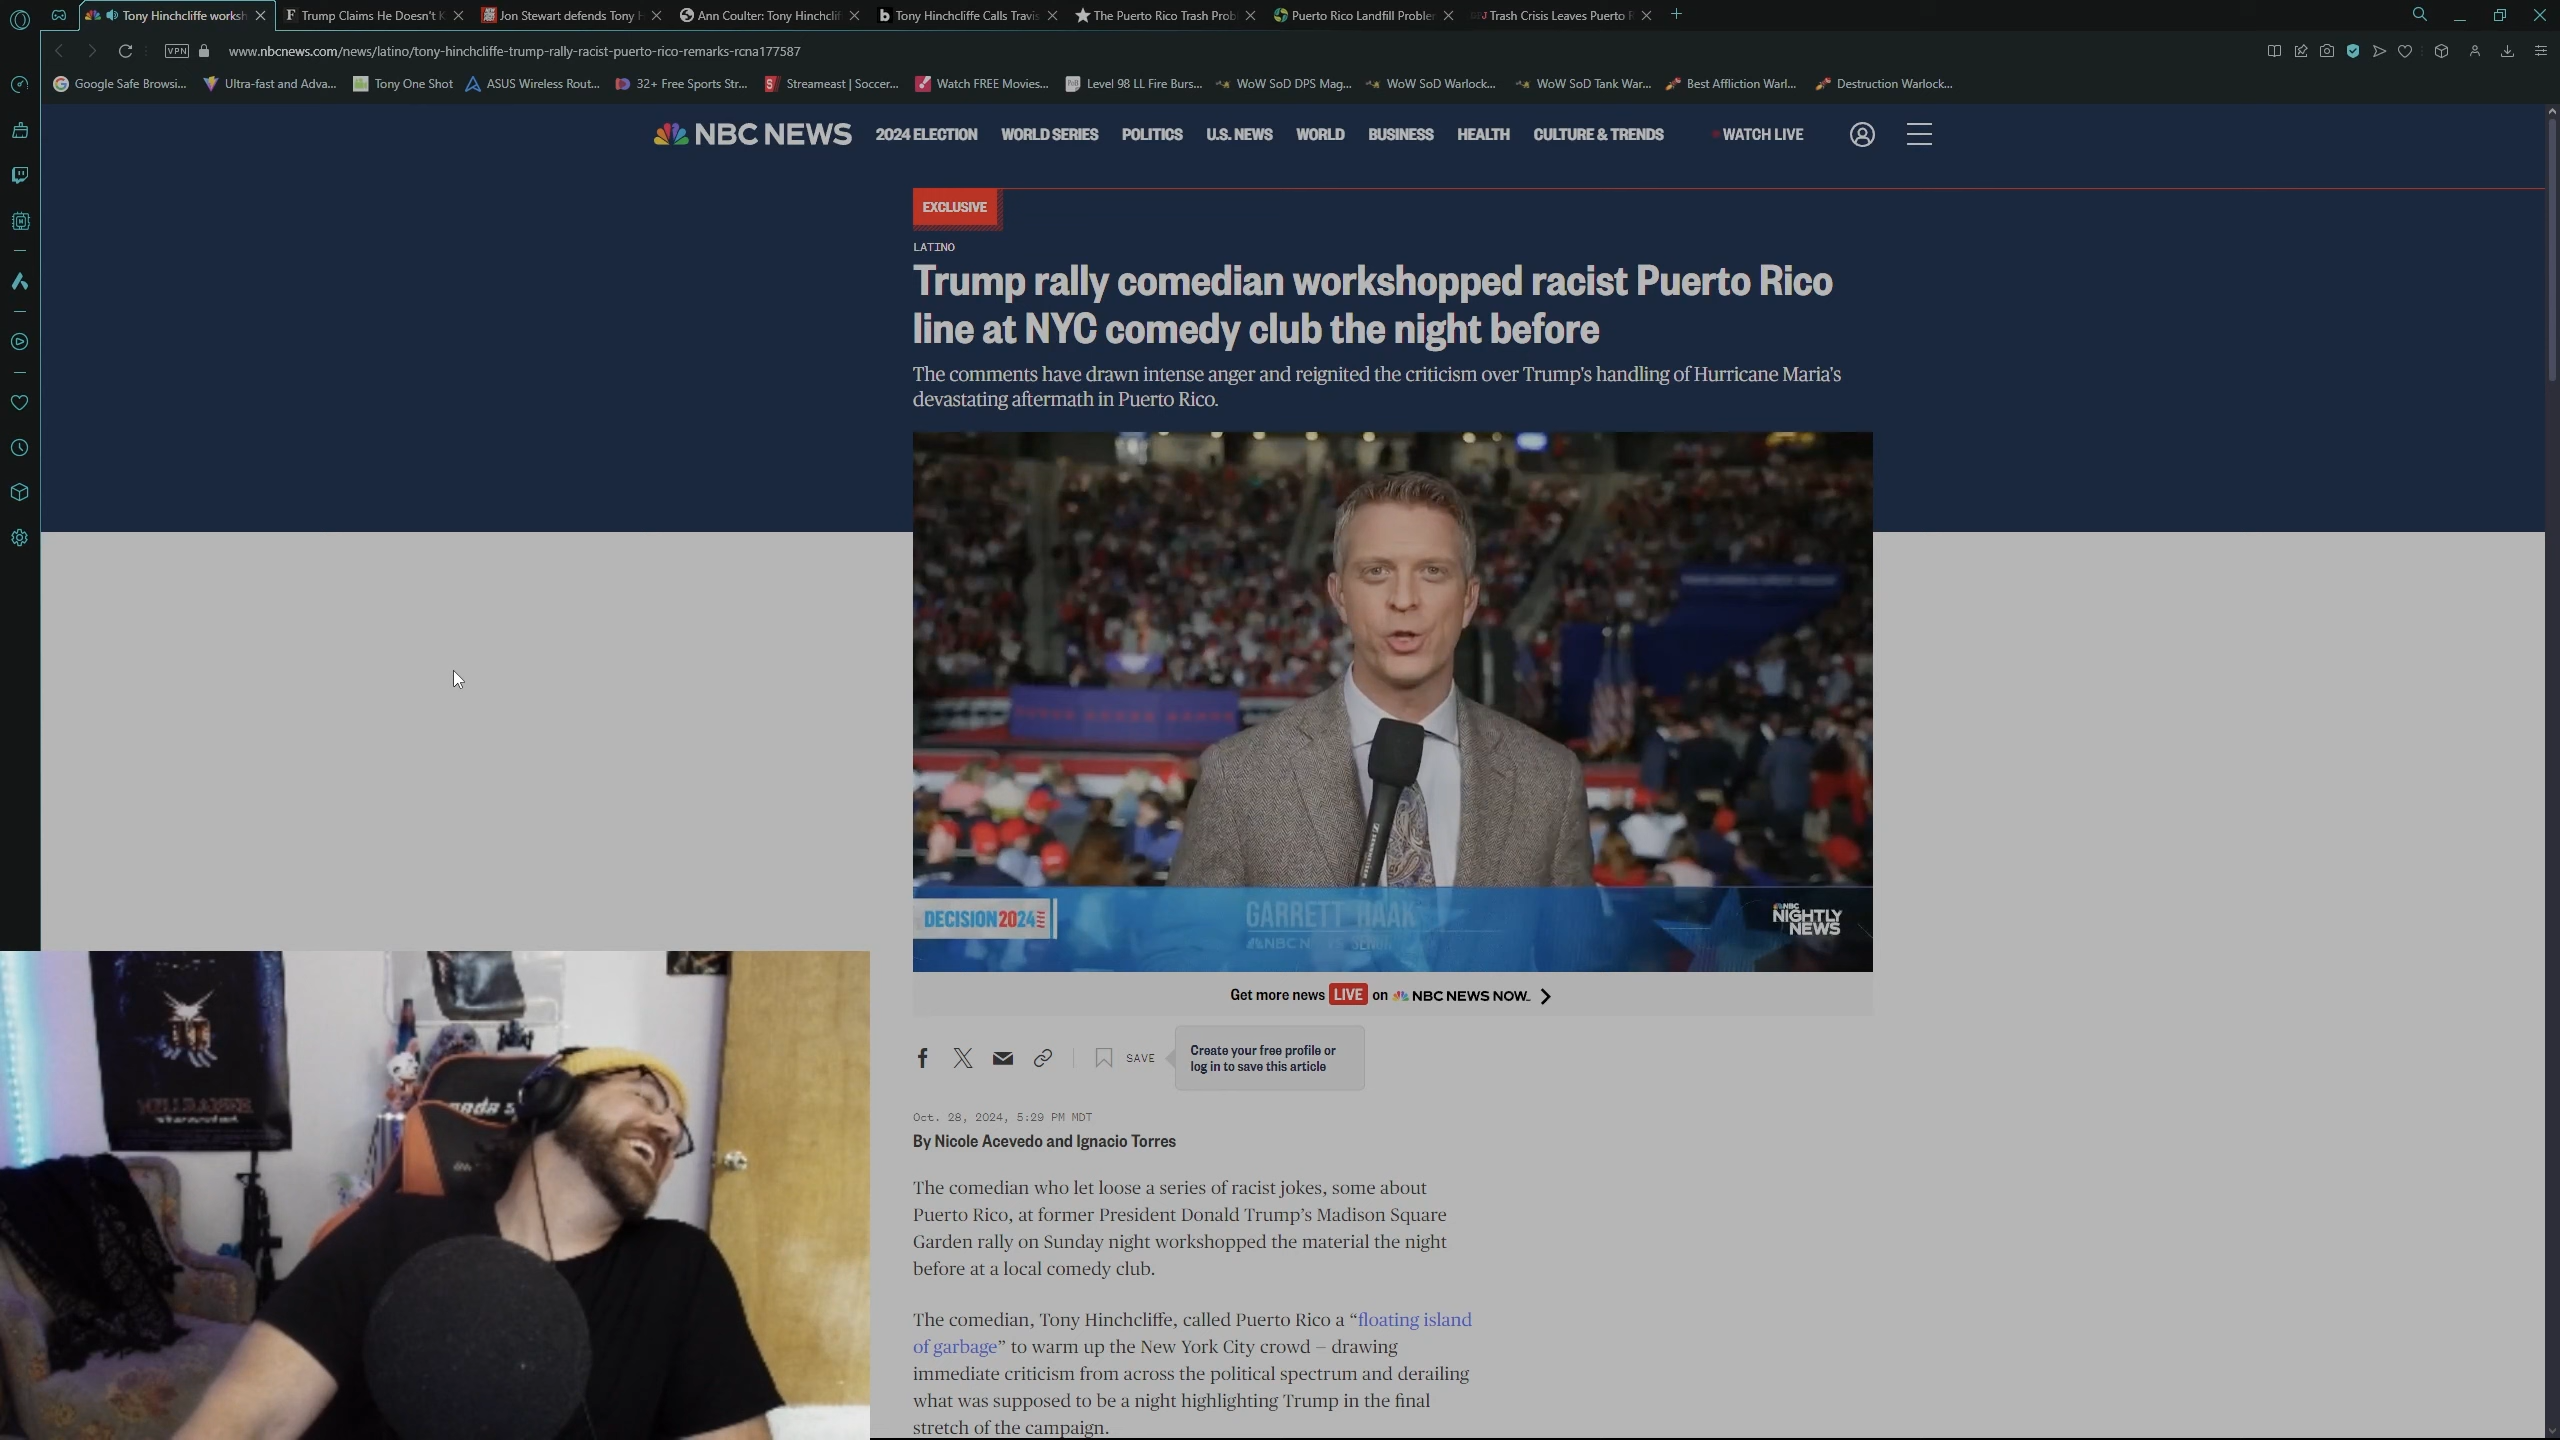 Tony Hinchcliffe worksh
Trump Claims He Doesn't K
Jon Stewart defends Tony H
Ann Coulter: Tony Hinchclif
Tony Hinchcliffe Calls Travis
The Puerto Rico Trash Prob
Puerto Rico Landfill Probler
Trash Crisis Leaves Puerto R
VPN
www.nbcnews.com/news/latino/tony-hinchcliffe-trump-rally-racist-puerto-rico-remarks-rcna177587
Google Safe Browsi...
Ultra-fast and Adva...
Tony One Shot
ASUS Wireless Rout...
32+ Free Sports Str...
Streameast | Soccer...
Watch FREE Movies...
Level 98 LL Fire Burs...
WoW SoD DPS Mag...
WoW SoD Warlock...
WoW SoD Tank War...
Best Affliction Warl...
Destruction Warlock...
NBC NEWS
2024 ELECTION
WORLD SERIES
POLITICS
U.S. NEWS
WORLD
BUSINESS
HEALTH
CULTURE & TRENDS
WATCH LIVE
EXCLUSIVE
LATINO
Trump rally comedian workshopped racist Puerto Rico
line at NYC comedy club the night before
The comments have drawn intense anger and reignited the criticism over Trump's handling of Hurricane Maria's
devastating aftermath in Puerto Rico.
DECISION 2024
GARRETT HAAK
NBC NIGHTLY NEWS
Get more news LIVE on NBC NEWS NOW.
SAVE
Create your free profile or
log in to save this article
Oct. 28, 2024, 5:29 PM MDT
By Nicole Acevedo and Ignacio Torres
The comedian who let loose a series of racist jokes, some about
Puerto Rico, at former President Donald Trump's Madison Square
Garden rally on Sunday night workshopped the material the night
before at a local comedy club.
The comedian, Tony Hinchcliffe, called Puerto Rico a “floating island
of garbage” to warm up the New York City crowd — drawing
immediate criticism from across the political spectrum and derailing
what was supposed to be a night highlighting Trump in the final
stretch of the campaign.
HELLRAISER